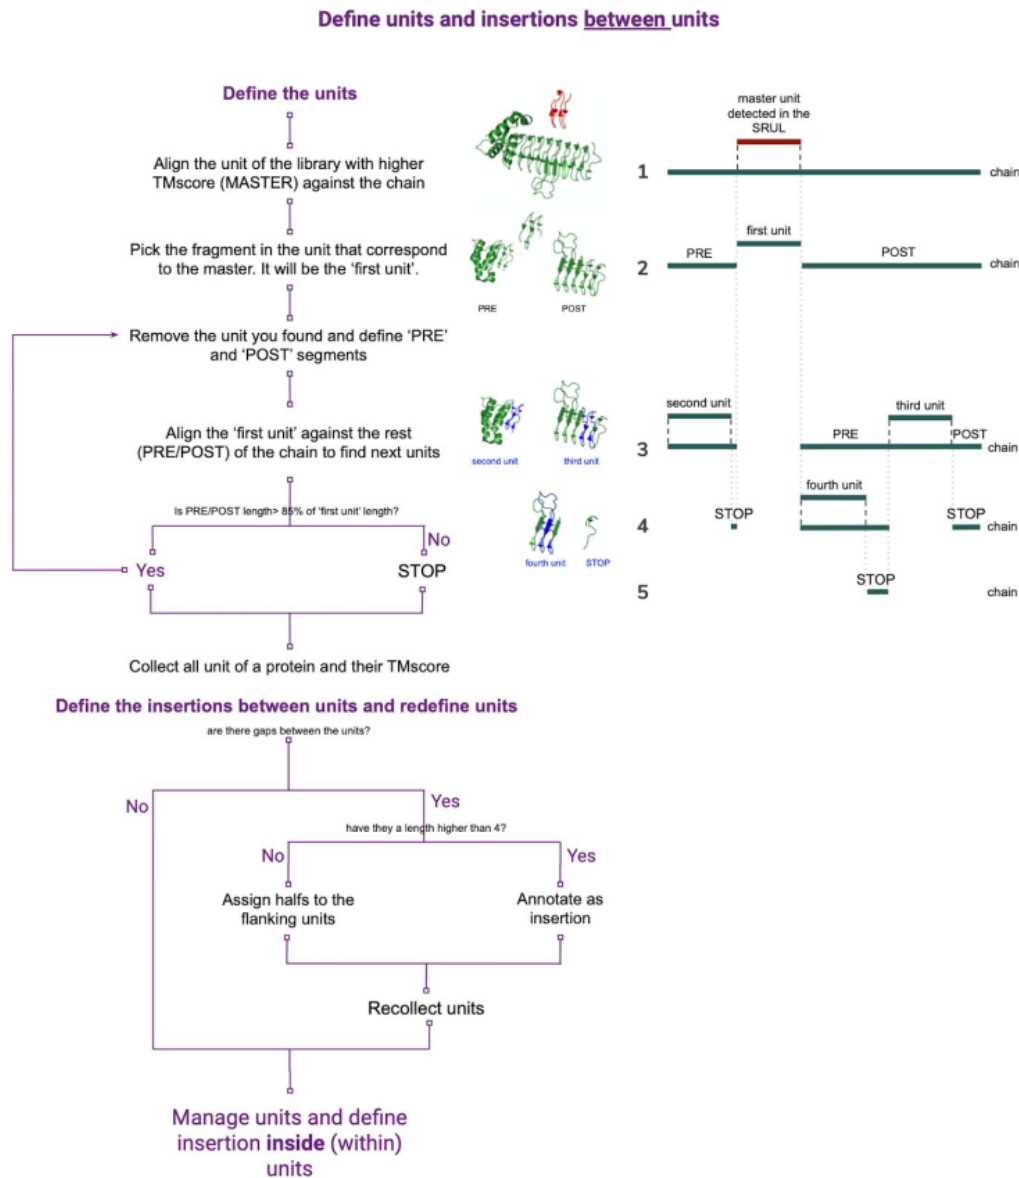 Define units and insertions between units
Define the units
Align the unit of the library with higher
TMscore (MASTER) against the chain
Pick the fragment in the unit that correspond
to the master. It will be the ‘first unit’.
Remove the unit you found and define ‘PRE’
and ‘POST’ segments
Align the ‘first unit’ against the rest
(PRE/POST) of the chain to find next units
Is PRE/POST length> 85% of ‘first unit’ length?
Yes
No
STOP
Collect all unit of a protein and their TMscore
master unit
detected in the
SRUL
1
chain
first unit
PRE
POST
2
chain
PRE
POST
second unit
third unit
PRE
POST
3
chain
second unit
third unit
fourth unit
STOP
STOP
4
chain
fourth unit
STOP
STOP
5
chain
Define the insertions between units and redefine units
are there gaps between the units?
No
Yes
have they a length higher than 4?
No
Yes
Assign halfs to the
flanking units
Annotate as
insertion
Recollect units
Manage units and define
insertion inside (within)
units